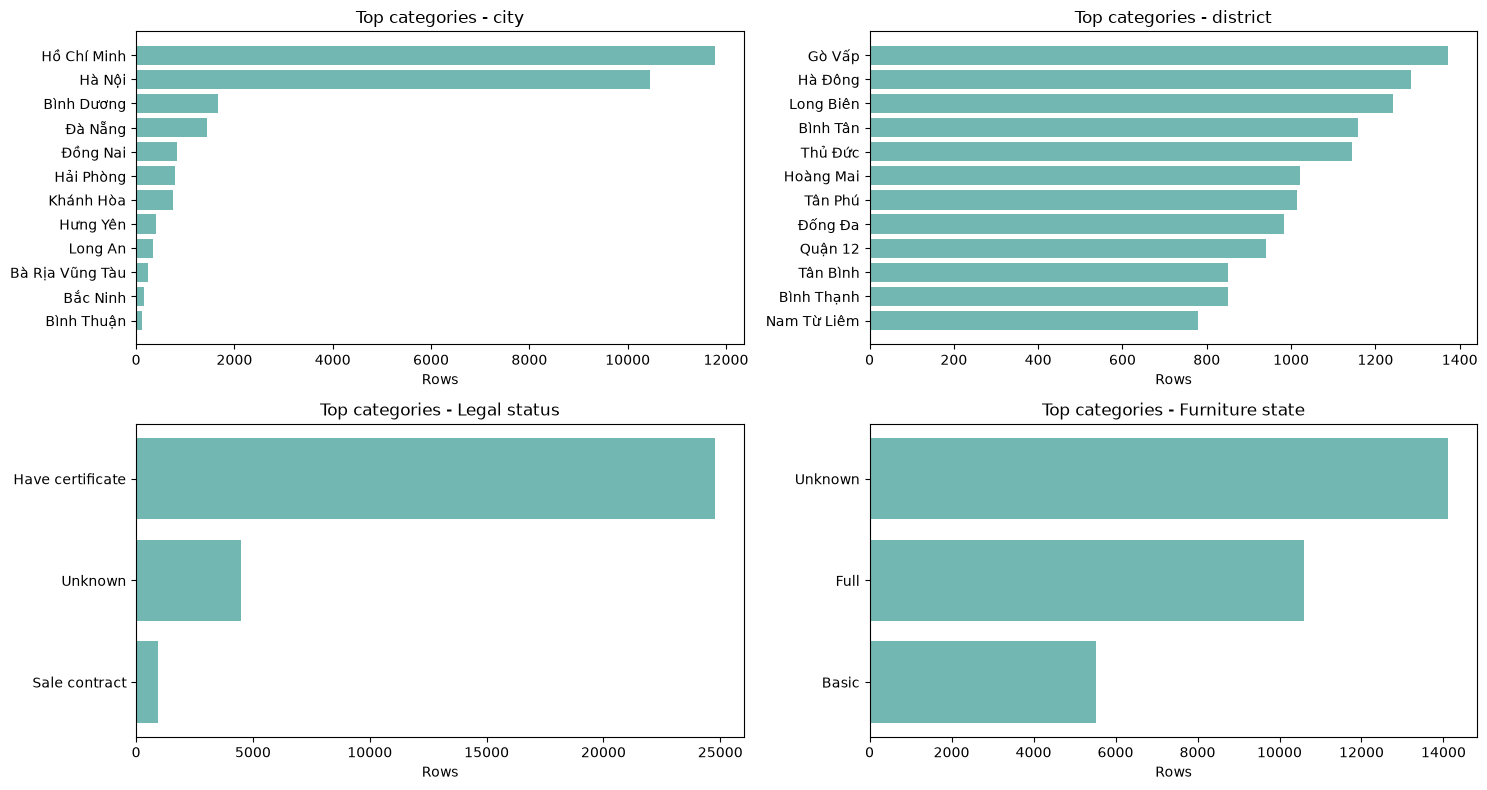 Top categories - city
Hồ Chí Minh
Hà Nội
Bình Dương
Đà Nẵng
Đồng Nai
Hải Phòng
Khánh Hòa
Hưng Yên
Long An
Bà Rịa Vũng Tàu
Bắc Ninh
Bình Thuận
0 2000 4000 6000 8000 10000 12000
Rows
Top categories - district
Gò Vấp
Hà Đông
Long Biên
Bình Tân
Thủ Đức
Hoàng Mai
Tân Phú
Đống Đa
Quận 12
Tân Bình
Bình Thạnh
Nam Từ Liêm
0 200 400 600 800 1000 1200 1400
Rows
Top categories - Legal status
Have certificate
Unknown
Sale contract
0 5000 10000 15000 20000 25000
Rows
Top categories - Furniture state
Unknown
Full
Basic
0 2000 4000 6000 8000 10000 12000 14000
Rows